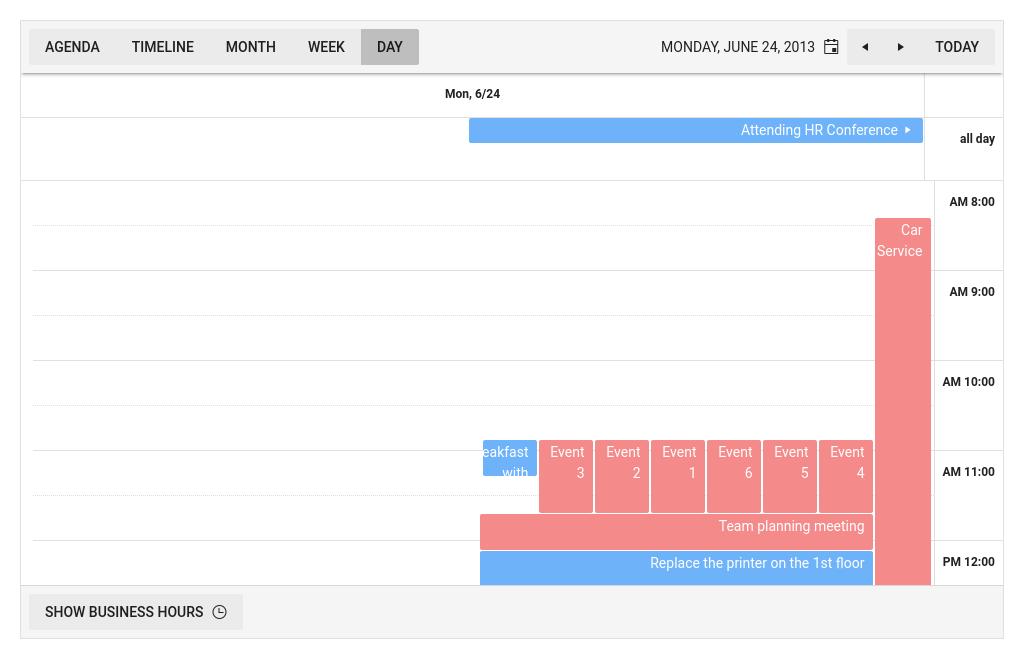 AGENDA TIMELINE MONTH WEEK DAY MONDAY, JUNE 24, 2013 TODAY
Mon, 6/24
Attending HR Conference
all day
AM 8:00
Car
Service
AM 9:00
AM 10:00
with
Event
3
Event
2
Event
1
Event
6
Event
5
Event
4
AM 11:00
Team planning meeting
Replace the printer on the 1st floor
PM 12:00
SHOW BUSINESS HOURS